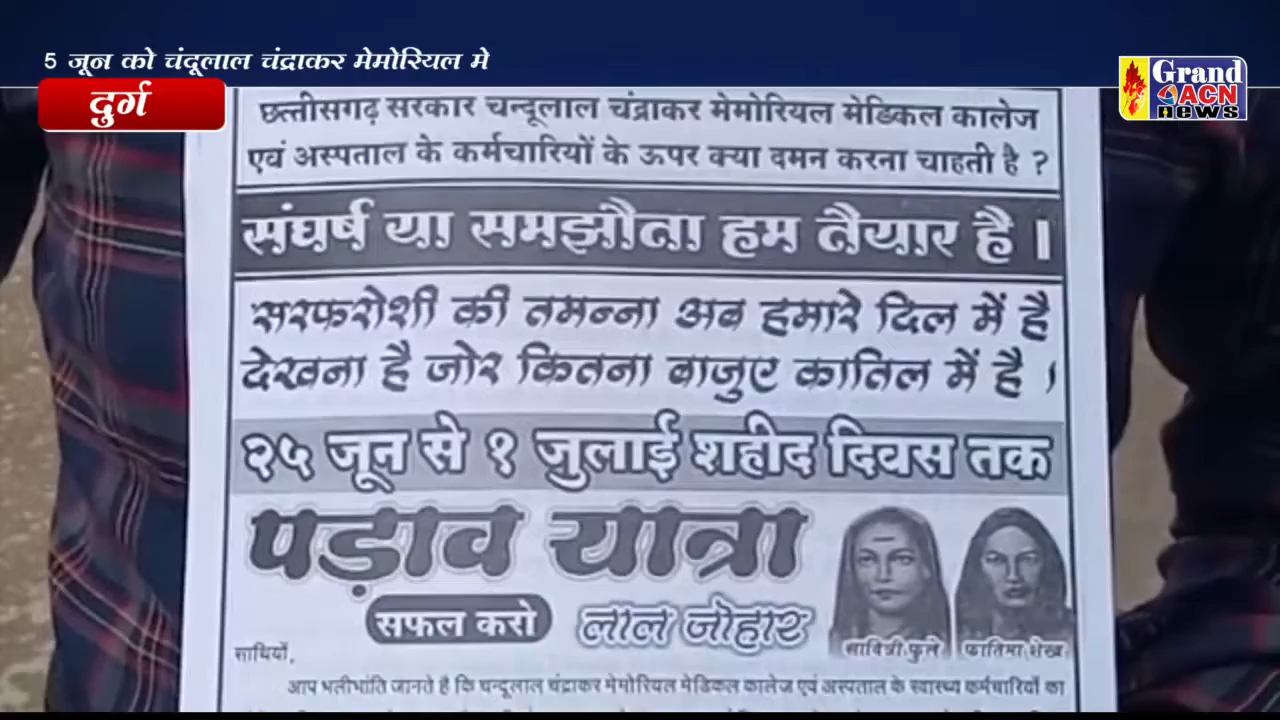 5 जून को चंदूलाल चंद्राकर मेमोरियल मे
दुर्ग
Grand
ACN
news
छत्तीसगढ़ सरकार चन्दूलाल चंद्राकर मेमोरियल मेडिकल कालेज
एवं अस्पताल के कर्मचारियों के ऊपर क्या दमन करना चाहती है ?
संघर्ष या समझौता हम तैयार है ।
सरफरोशी की तमन्ना अब हमारे दिल में है
देखना है जोर कितना बाजुए कातिल में है ।
२५ जून से १ जुलाई शहीद दिवस तक
पड़ाव यात्रा
सफल करो लाल जोहार
सावित्री फुले फातिमा शेख
साथियों,
आप भलीभांति जानते है कि चन्दूलाल चंद्राकर मेमोरियल मेडिकल कालेज एवं अस्पताल के स्वास्थ्य कर्मचारियों का